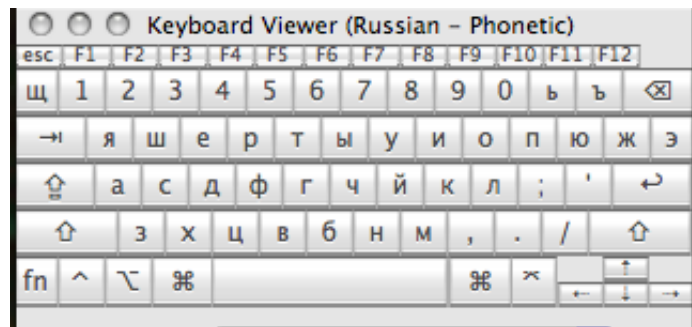 Keyboard Viewer (Russian – Phonetic)
esc F1 F2 F3 F4 F5 F6 F7 F8 F9 F10 F11 F12
щ 1 2 3 4 5 6 7 8 9 0 ь ъ ⌫
⇥ я ш е р т ы у и о п ю ж э
⇪ а с д ф г ч й к л ; ' ↩
⇧ з х ц в б н м , . / ⇧
fn ⌃ ⌥ ⌘ ⌘ ⌤ ← ↑ ↓ →